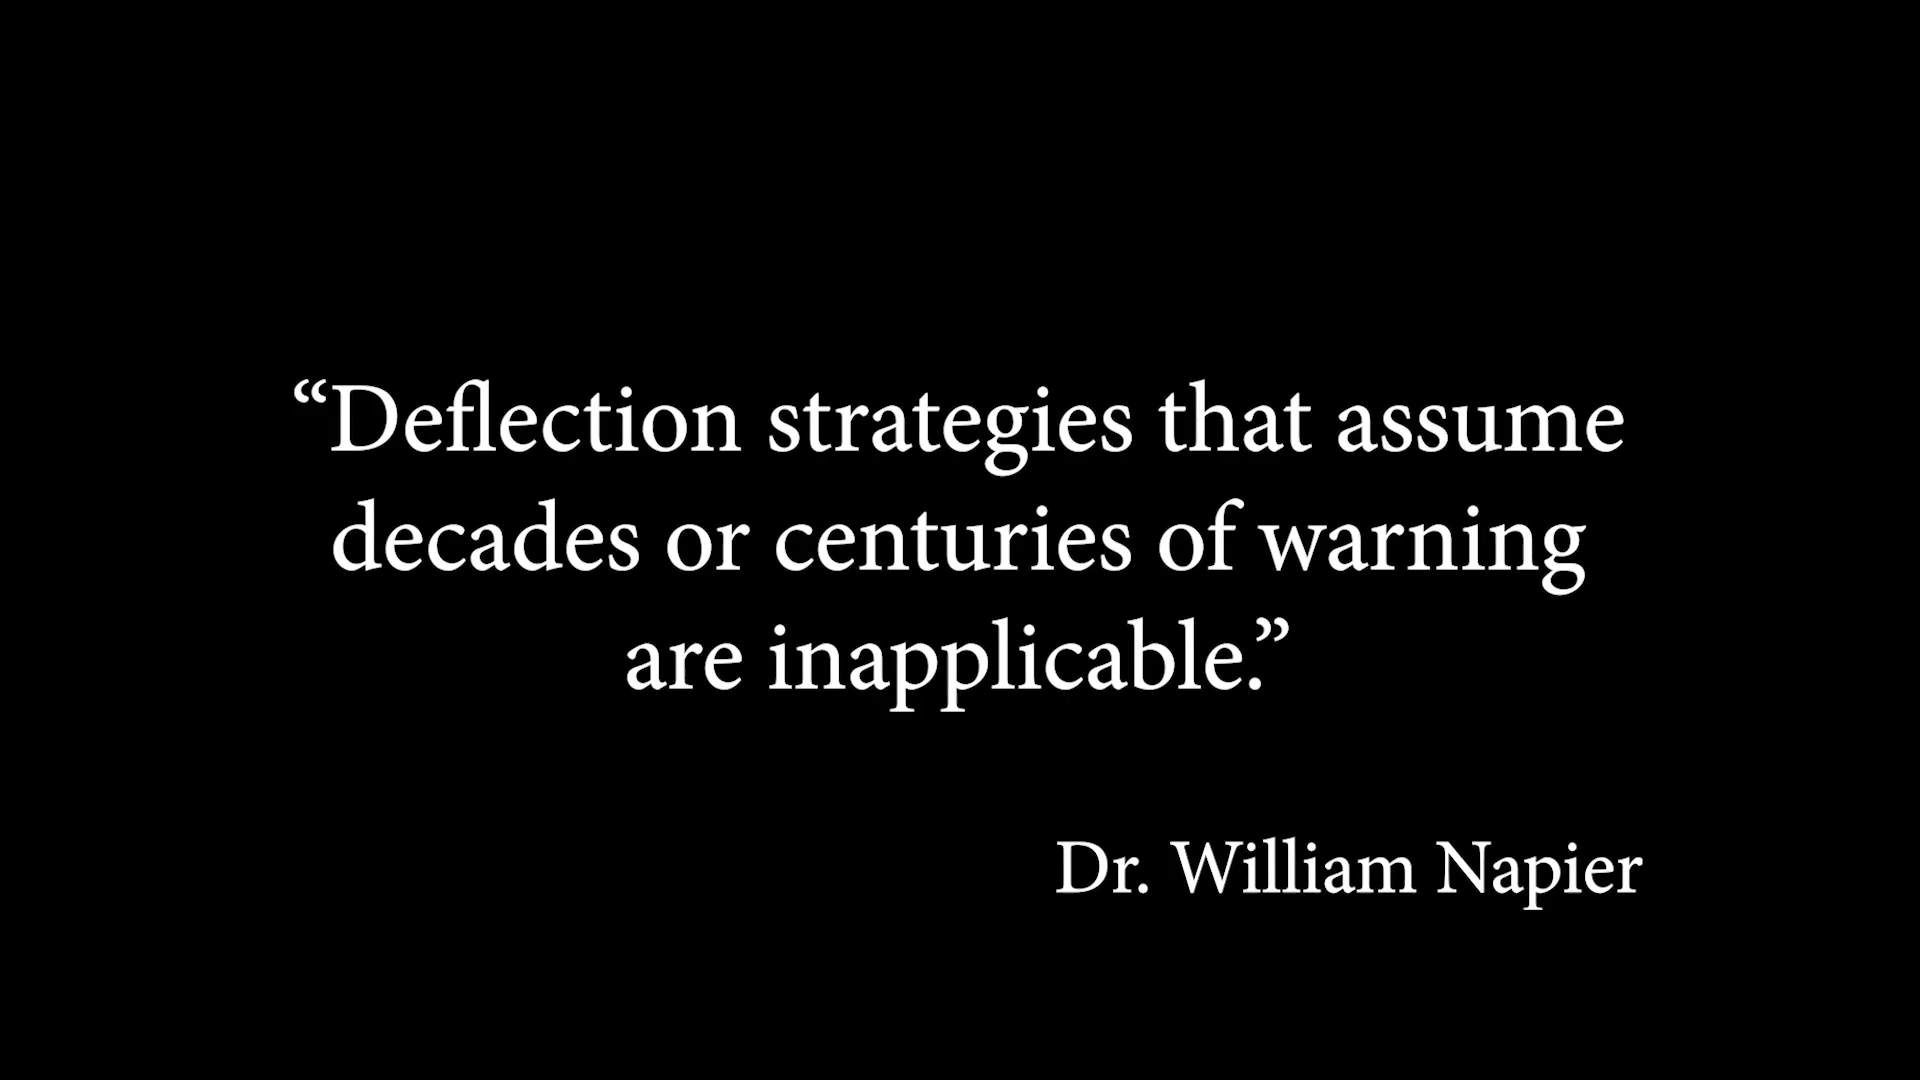 “Deflection strategies that assume
decades or centuries of warning
are inapplicable.”
Dr. William Napier